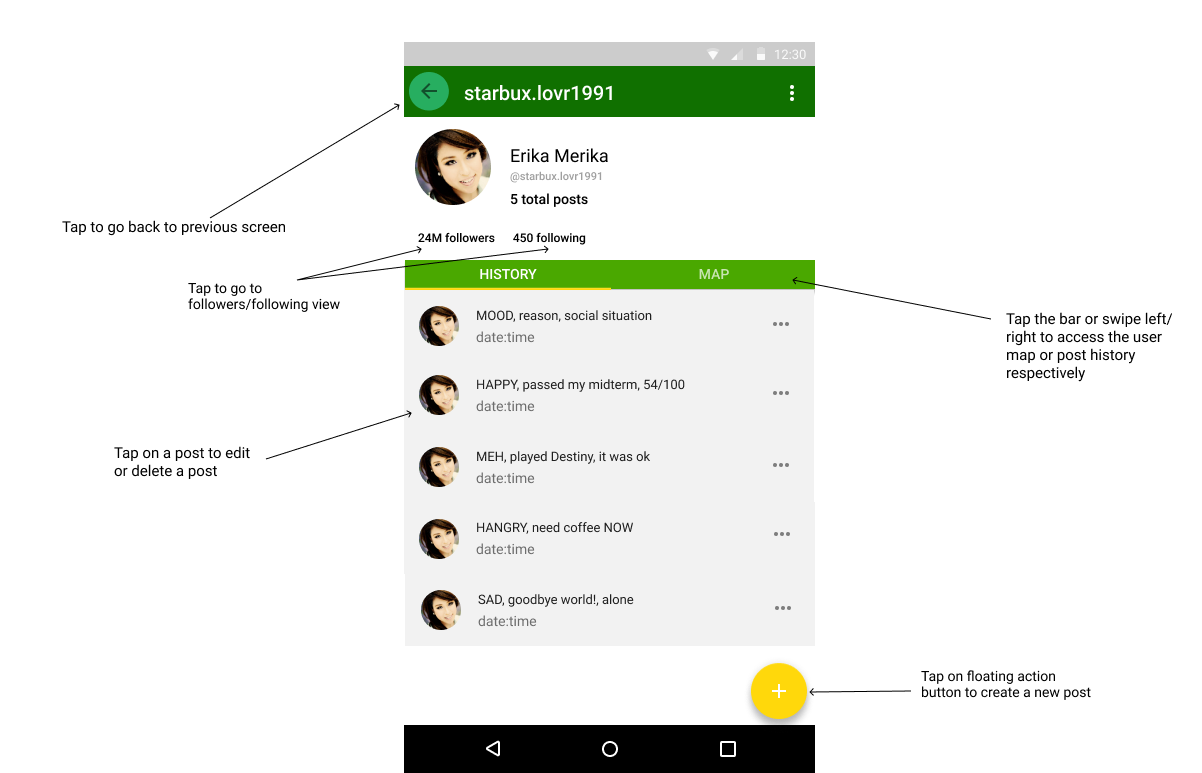 12:30
starbux.lovr1991
Erika Merika
@starbux.lovr1991
5 total posts
Tap to go back to previous screen
24M followers 450 following
HISTORY MAP
Tap to go to
followers/following view
Tap the bar or swipe left/
right to access the user
map or post history
respectively
MOOD, reason, social situation
date:time
HAPPY, passed my midterm, 54/100
date:time
Tap on a post to edit
or delete a post
MEH, played Destiny, it was ok
date:time
HANGRY, need coffee NOW
date:time
SAD, goodbye world!, alone
date:time
Tap on floating action
button to create a new post